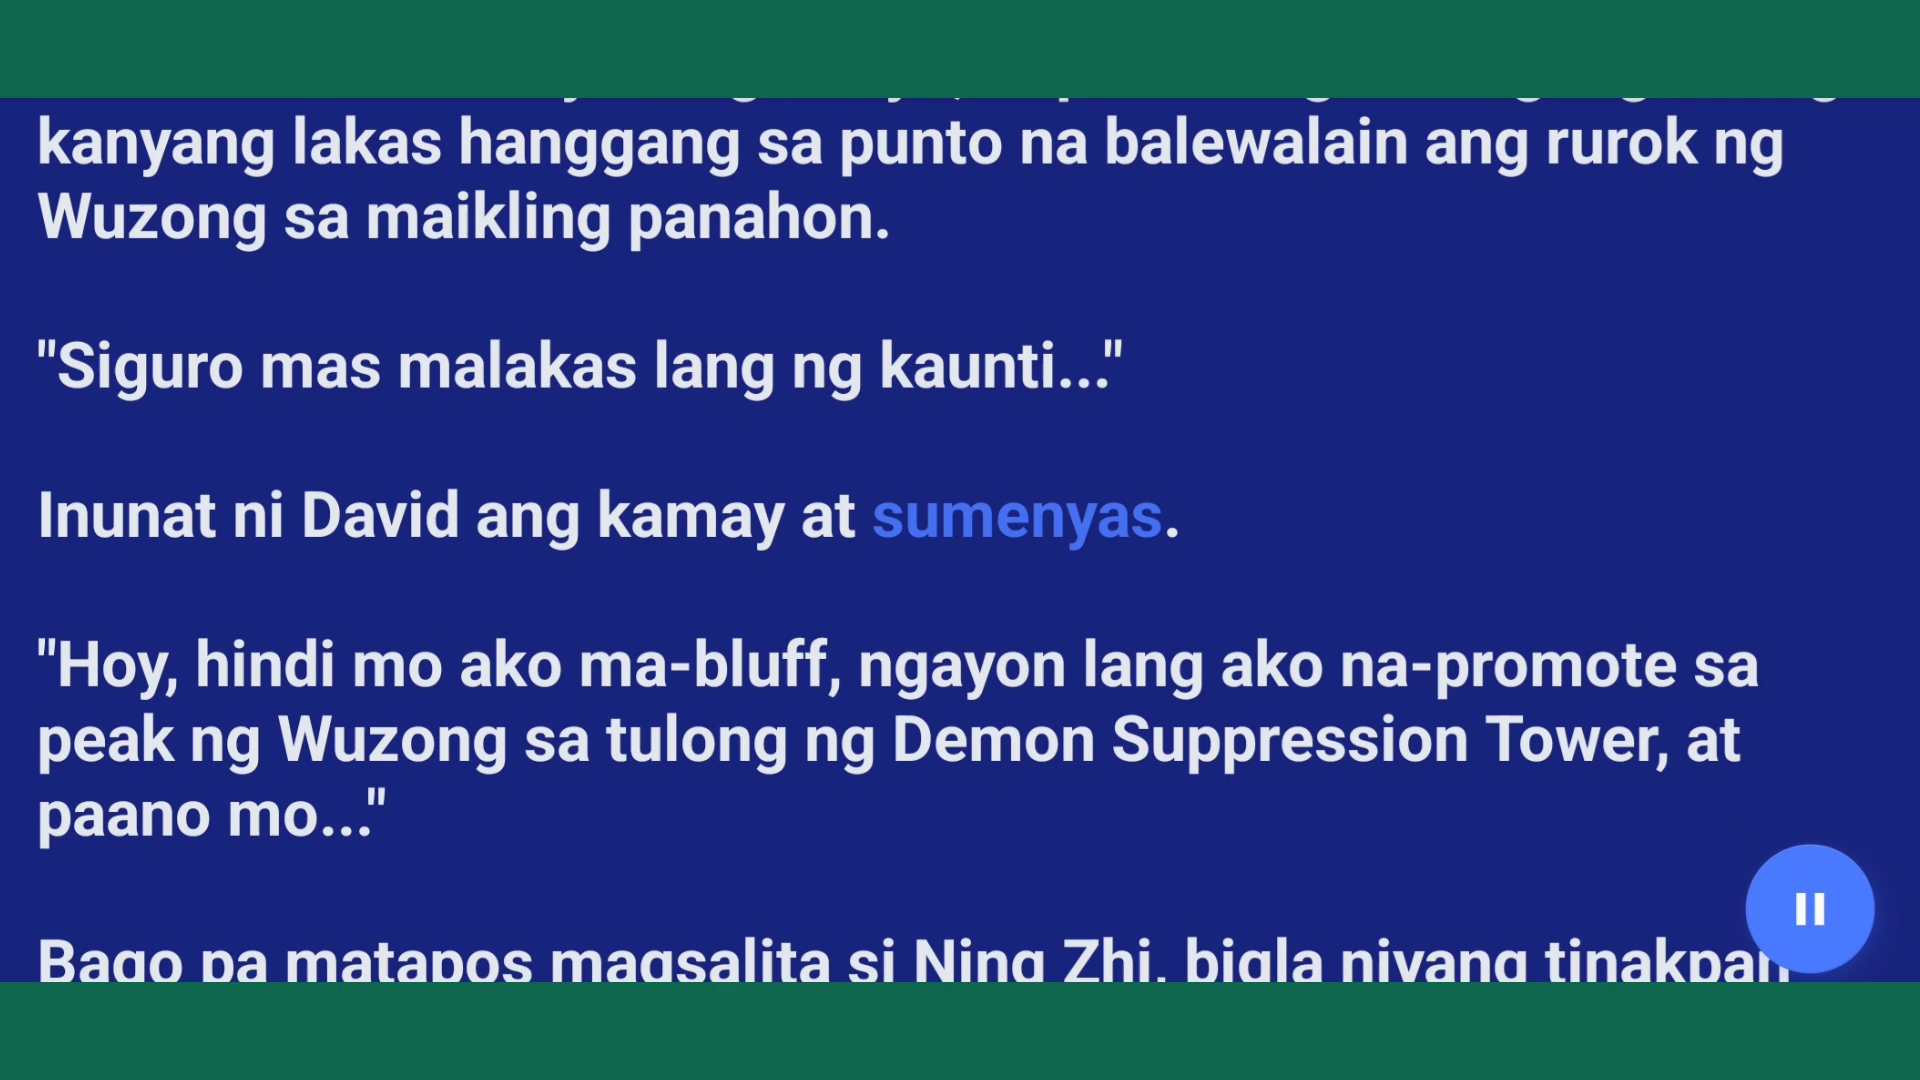 kanyang lakas hanggang sa punto na balewalain ang rurok ng
Wuzong sa maikling panahon.
"Siguro mas malakas lang ng kaunti..."
Inunat ni David ang kamay at sumenyas.
"Hoy, hindi mo ako ma-bluff, ngayon lang ako na-promote sa
peak ng Wuzong sa tulong ng Demon Suppression Tower, at
paano mo..."
Bago pa matapos magsalita si Ning Zhi, bigla niyang tinakpan